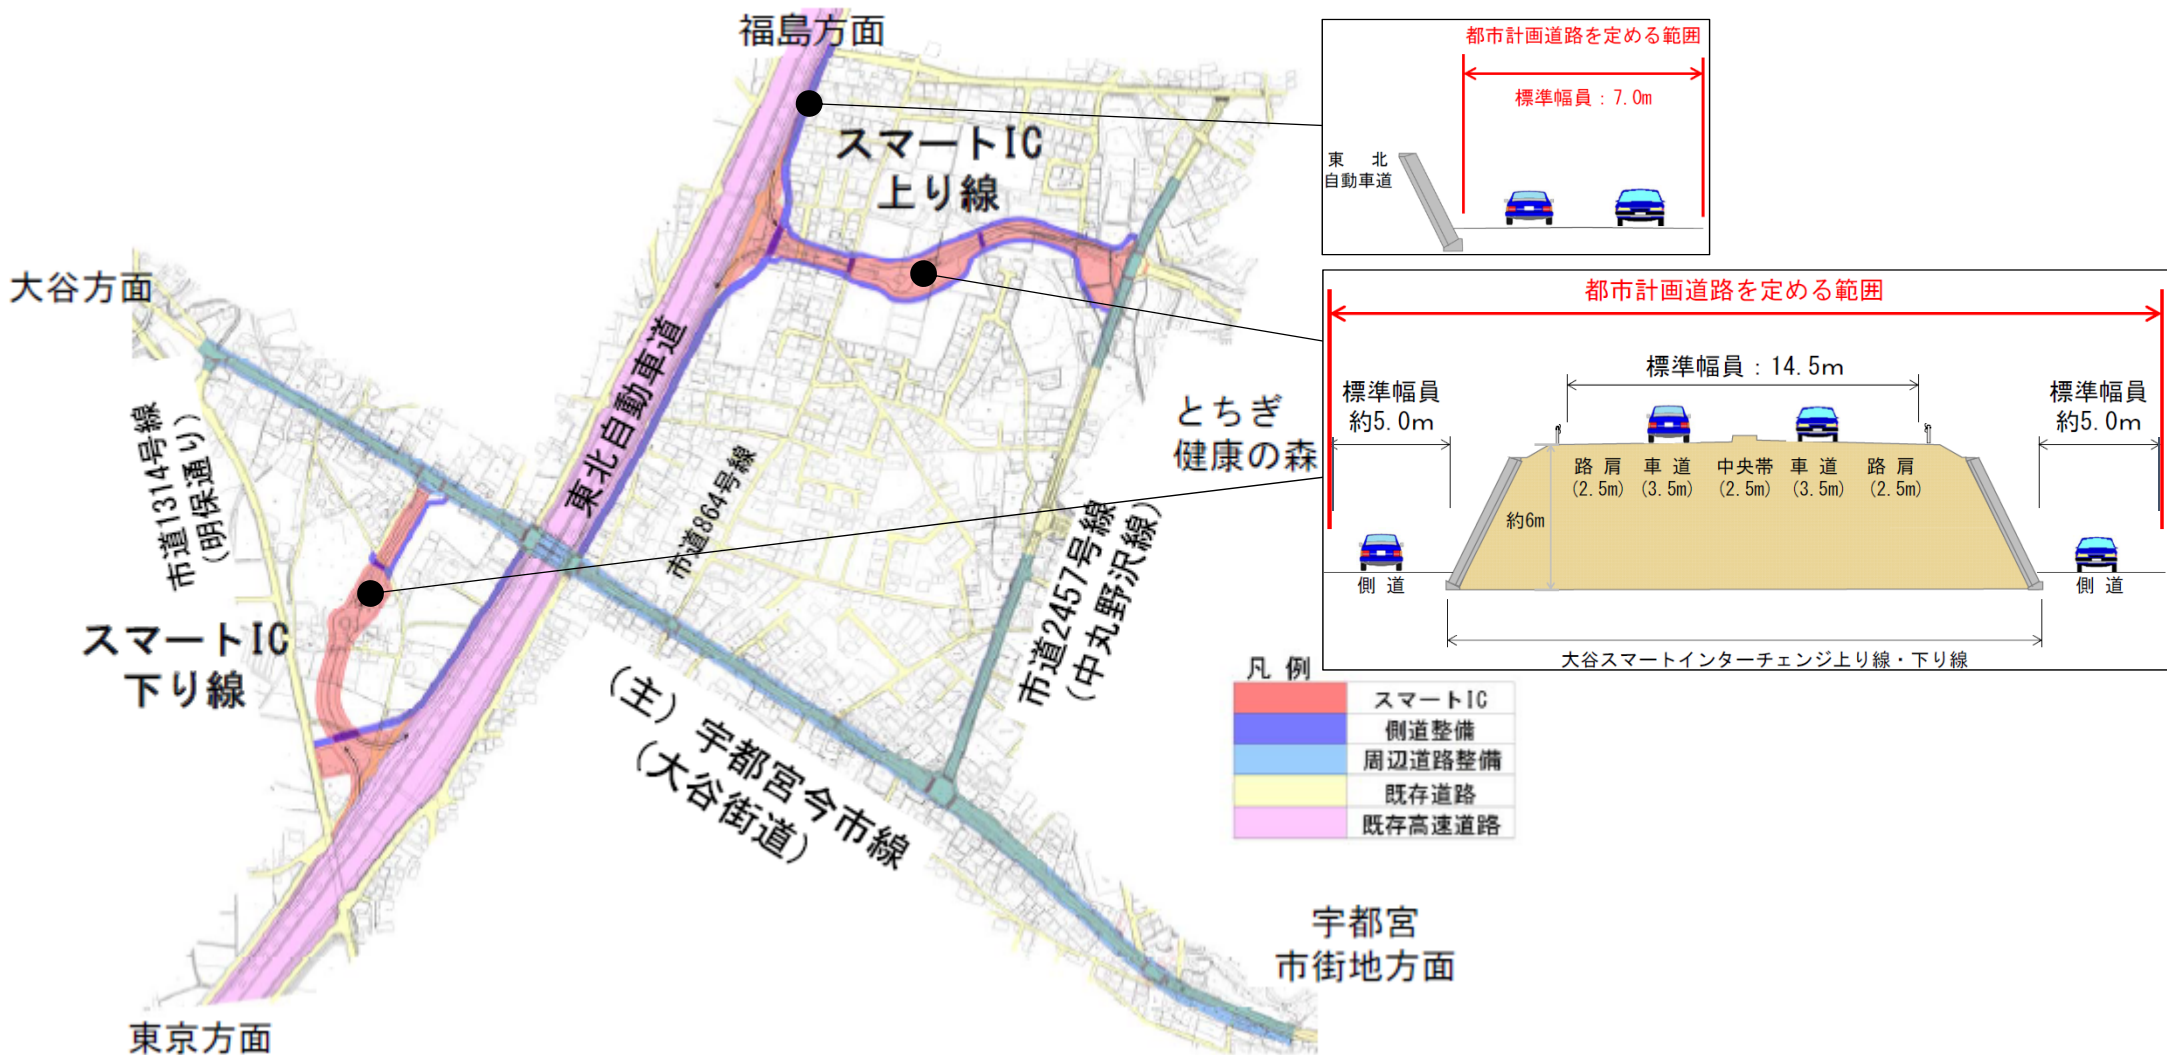 福島方面
スマートIC
上り線
大谷方面
東北自動車道
市道1314号線
(明保通り)
市道864号線
とちぎ
健康の森
市道2457号線
(中丸野沢線)
スマートIC
下り線
(主)宇都宮今市線
(大谷街道)
東京方面
宇都宮
市街地方面
都市計画道路を定める範囲
標準幅員:7.0m
東 北
自動車道
都市計画道路を定める範囲
標準幅員:14.5m
標準幅員
約5.0m
標準幅員
約5.0m
路肩 車道 中央帯 車道 路肩
(2.5m) (3.5m) (2.5m) (3.5m) (2.5m)
約6m
側道
側道
大谷スマートインターチェンジ上り線・下り線
凡 例
スマートIC
側道整備
周辺道路整備
既存道路
既存高速道路